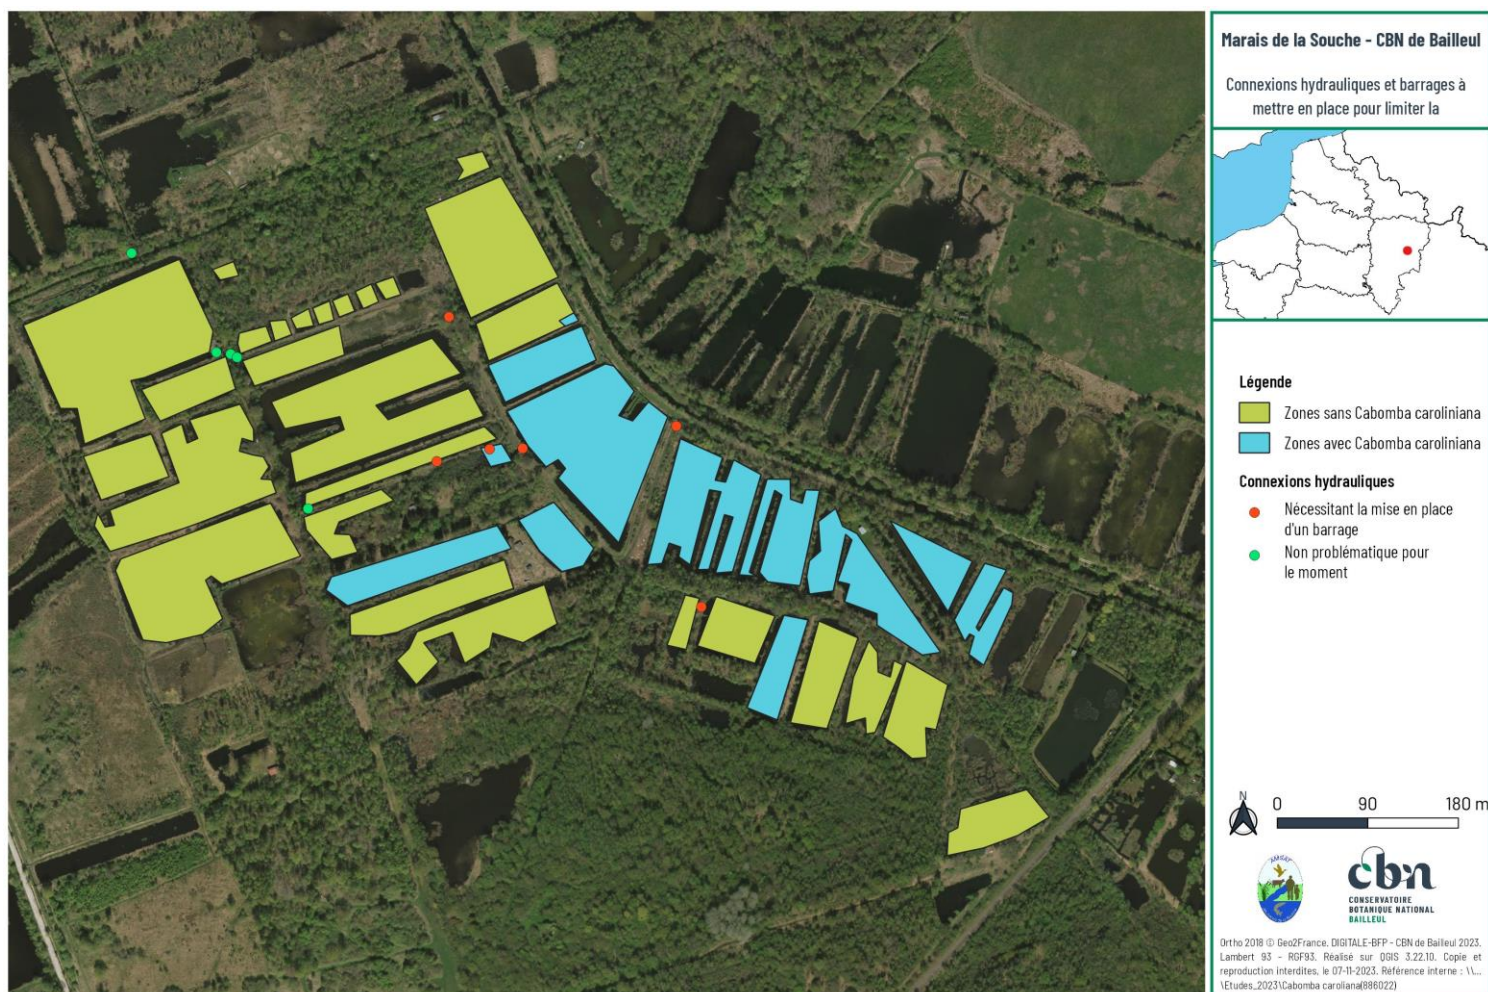 Marais de la Souche - CBN de Bailleul
Connexions hydrauliques et barrages à
mettre en place pour limiter la
Légende
Zones sans Cabomba caroliniana
Zones avec Cabomba caroliniana
Connexions hydrauliques
Nécessitant la mise en place
d'un barrage
Non problématique pour
le moment
N
0 90 180 m
cbn
CONSERVATOIRE
BOTANIQUE NATIONAL
BAILLEUL
Ortho 2018 © Geo2France. DIGITALE-BFP - CBN de Bailleul 2023.
Lambert 93 - RGF93. Réalisé sur QGIS 3.22.10. Copie et
reproduction interdites, le 07-11-2023. Référence interne : \\...
\Etudes_2023\Cabomba caroliana(886022)